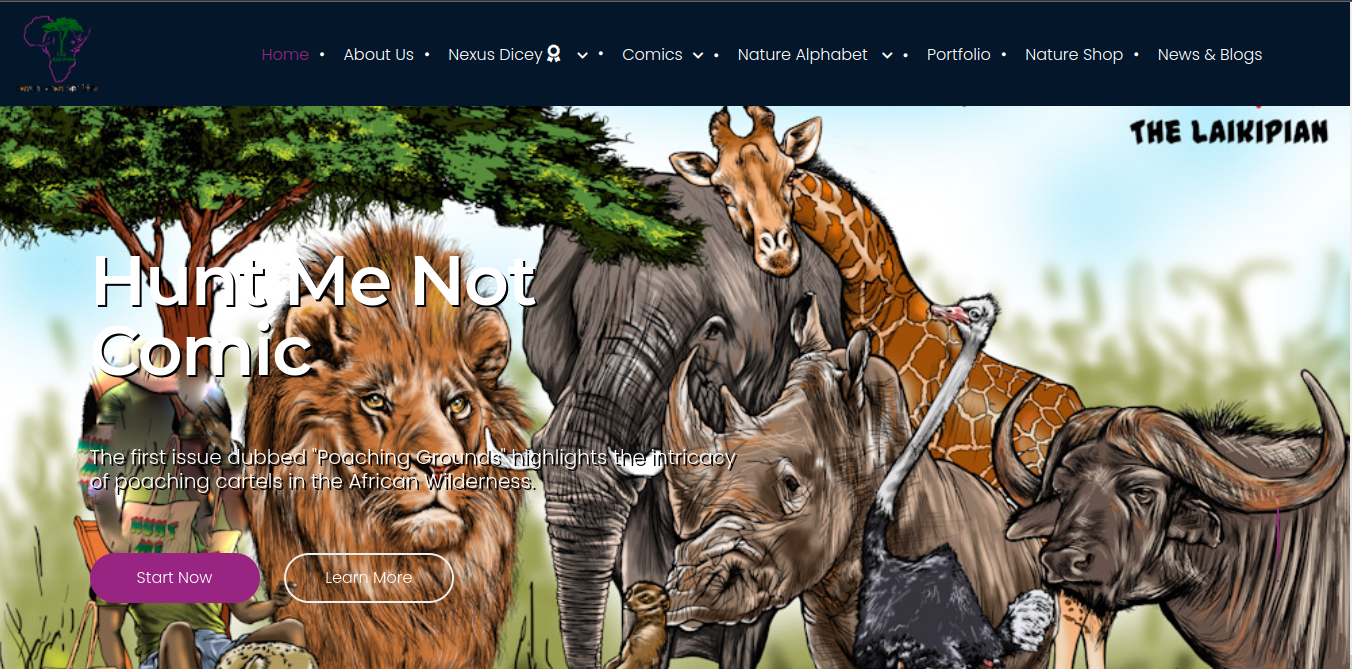 Home • About Us • Nexus Dicey • Comics • Nature Alphabet • Portfolio • Nature Shop • News & Blogs
THE LAIKIPIAN
Hunt Me Not
Comic
The first issue dubbed "Poaching Grounds" highlights the intricacy
of poaching cartels in the African Wilderness.
HUNT
ME
Start Now
Learn More